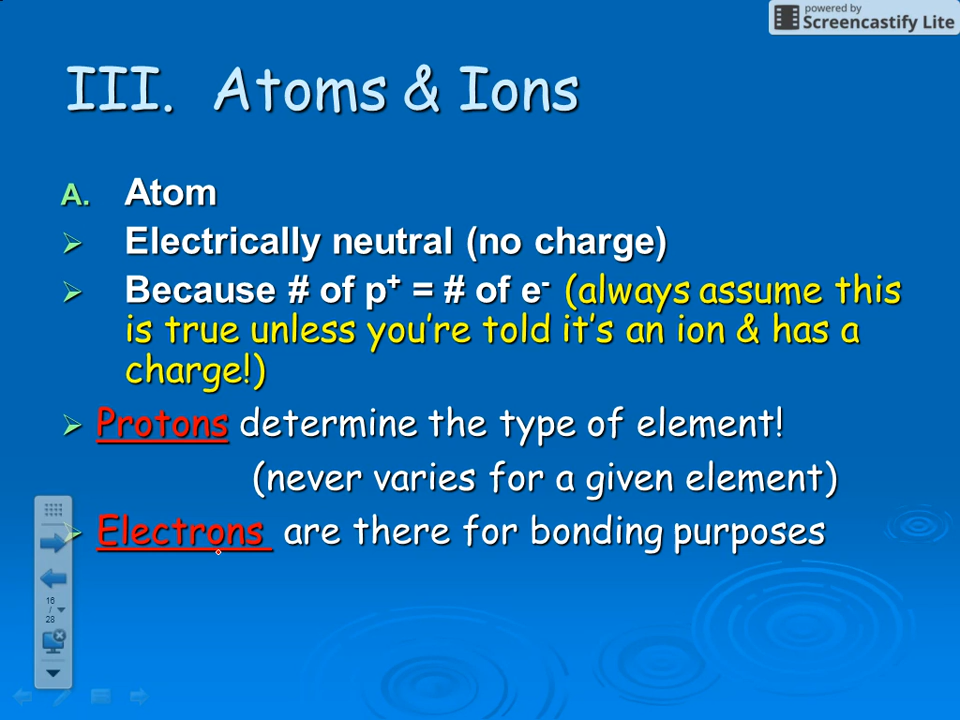 powered by
Screencastify Lite
III. Atoms & Ions
A. Atom
Electrically neutral (no charge)
Because # of p⁺ = # of e⁻ (always assume this
is true unless you're told it's an ion & has a
charge!)
Protons determine the type of element!
(never varies for a given element)
Electrons are there for bonding purposes
16
/
28